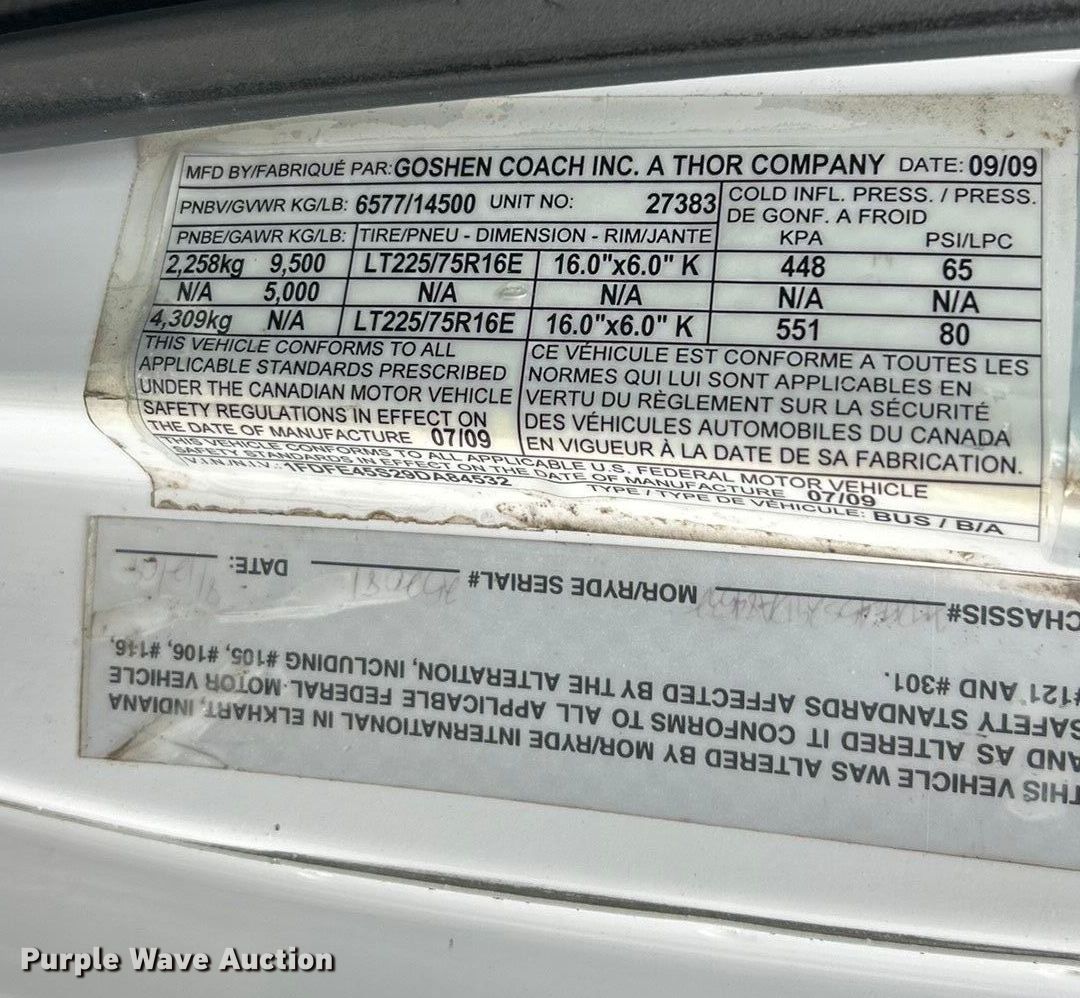 MFD BY/FABRIQUÉ PAR: GOSHEN COACH INC. A THOR COMPANY DATE: 09/09
PNBV/GVWR KG/LB: 6577/14500 UNIT NO: 27383 COLD INFL. PRESS. / PRESS. DE GONF. A FROID
PNBE/GAWR KG/LB: TIRE/PNEU - DIMENSION - RIM/JANTE KPA PSI/LPC
2,258kg 9,500 LT225/75R16E 16.0"x6.0" K 448 65
N/A 5,000 N/A N/A N/A N/A
4,309kg N/A LT225/75R16E 16.0"x6.0" K 551 80
THIS VEHICLE CONFORMS TO ALL
APPLICABLE STANDARDS PRESCRIBED
UNDER THE CANADIAN MOTOR VEHICLE
SAFETY REGULATIONS IN EFFECT ON
THE DATE OF MANUFACTURE 07/09
CE VÉHICULE EST CONFORME A TOUTES LES
NORMES QUI LUI SONT APPLICABLES EN
VERTU DU RÈGLEMENT SUR LA SÉCURITÉ
DES VÉHICULES AUTOMOBILES DU CANADA
EN VIGUEUR À LA DATE DE SA FABRICATION.
THIS VEHICLE CONFORMS TO ALL APPLICABLE U.S. FEDERAL MOTOR VEHICLE
SAFETY STANDARDS IN EFFECT ON THE DATE OF MANUFACTURE 07/09
V.I.N./N.I.V.: 1FDFE45S29DA84532 TYPE / TYPE DE VÉHICULE: BUS / B/A
THIS VEHICLE WAS ALTERED BY MOR/RYDE INTERNATIONAL IN ELKHART, INDIANA,
AND AS ALTERED IT CONFORMS TO ALL APPLICABLE FEDERAL MOTOR VEHICLE
SAFETY STANDARDS AFFECTED BY THE ALTERATION, INCLUDING #105, #106, #116,
#121 AND #301.
CHASSIS# MOR/RYDE SERIAL# DATE:
Purple Wave Auction